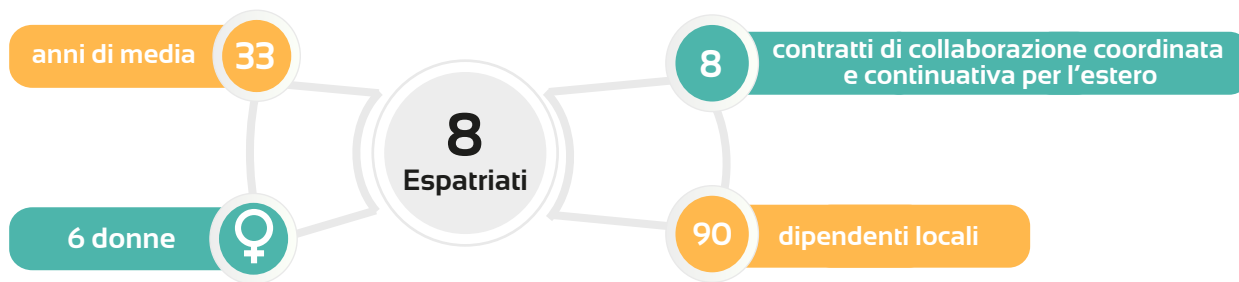 anni di media 33
6 donne
8
Espatriati
8 contratti di collaborazione coordinata
e continuativa per l’estero
90 dipendenti locali